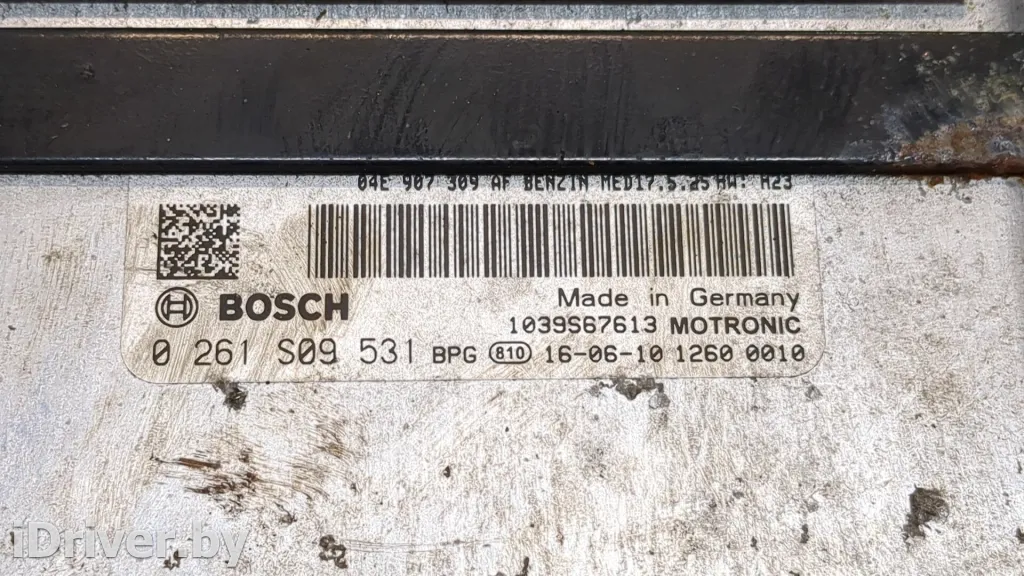 04E 907 309 AF BENZIN MED17.5.25 HW: H23
BOSCH
Made in Germany
1039S67613 MOTRONIC
0 261 S09 531 BPG 810 16-06-10 1260 0010
iDriver.by